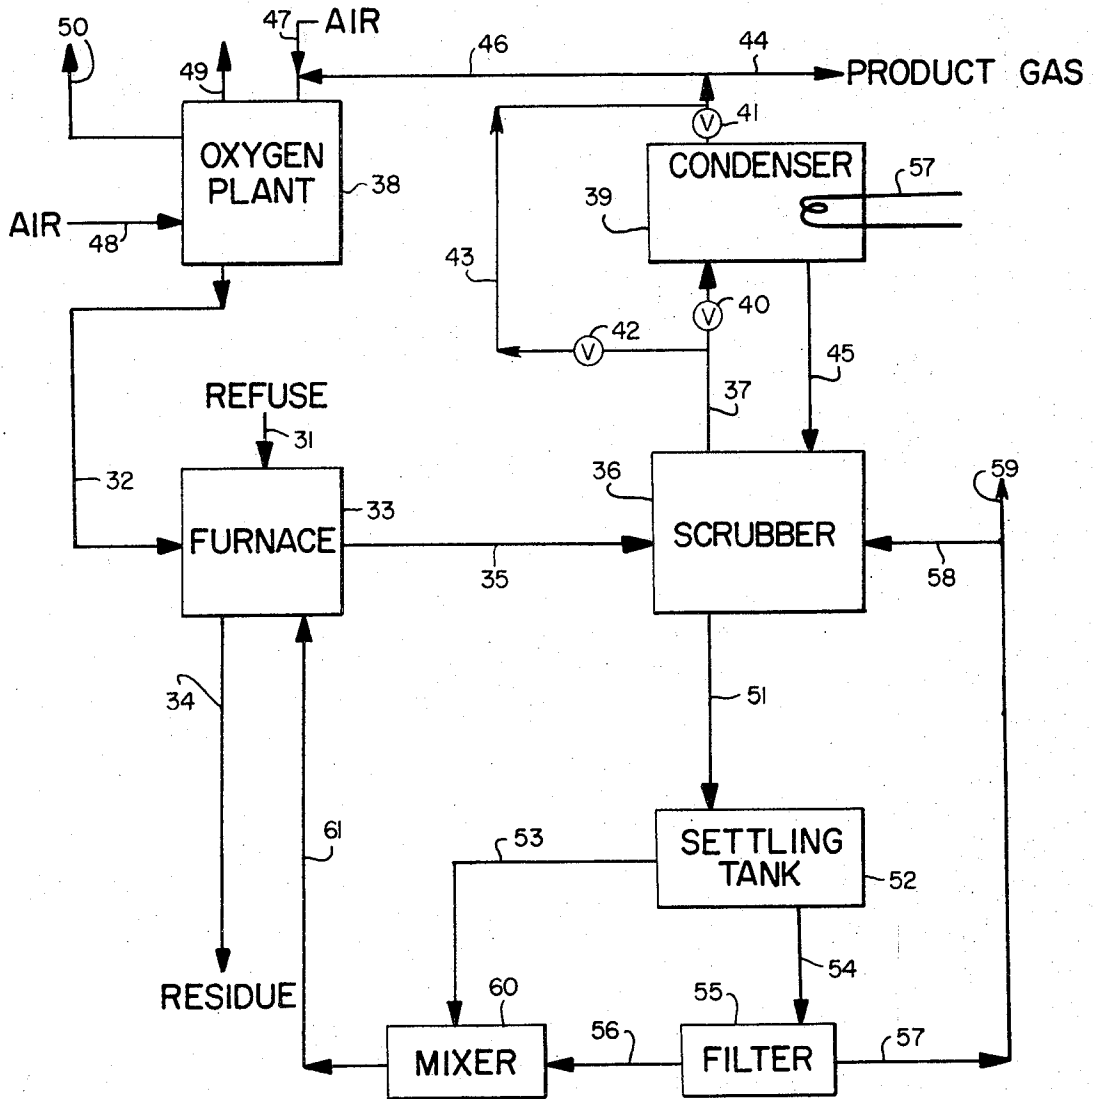 50
47
AIR
46
44
PRODUCT GAS
49
V
41
OXYGEN
PLANT
38
CONDENSER
57
39
AIR
48
43
V
40
V
42
45
37
REFUSE
31
32
36
59
33
FURNACE
SCRUBBER
35
58
34
51
61
53
SETTLING
TANK
52
54
RESIDUE
60
55
56
57
MIXER
FILTER